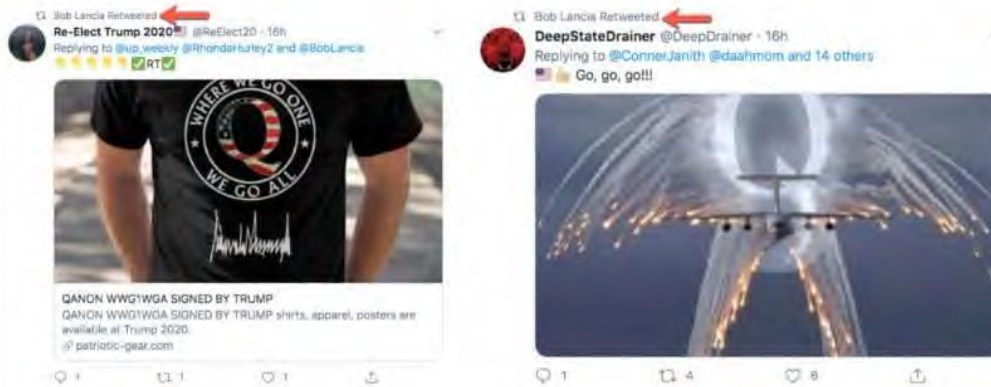 Bob Lancia Retweeted
Re-Elect Trump 2020 @ReElect20 · 16h
Replying to @up_weekly @RhondaHurley2 and @BobLancia
👇👇👇👇👇✅RT✅
WHERE WE GO ONE
Q
WE GO ALL
QANON WWG1WGA SIGNED BY TRUMP
QANON WWG1WGA SIGNED BY TRUMP shirts, apparel, posters are
available at Trump 2020.
patriotic-gear.com
1 1 1
Bob Lancia Retweeted
DeepStateDrainer @DeepDrainer · 16h
Replying to @ConnerJanith @daahmom and 14 others
🇺🇸👍 Go, go, go!!!
1 4 6